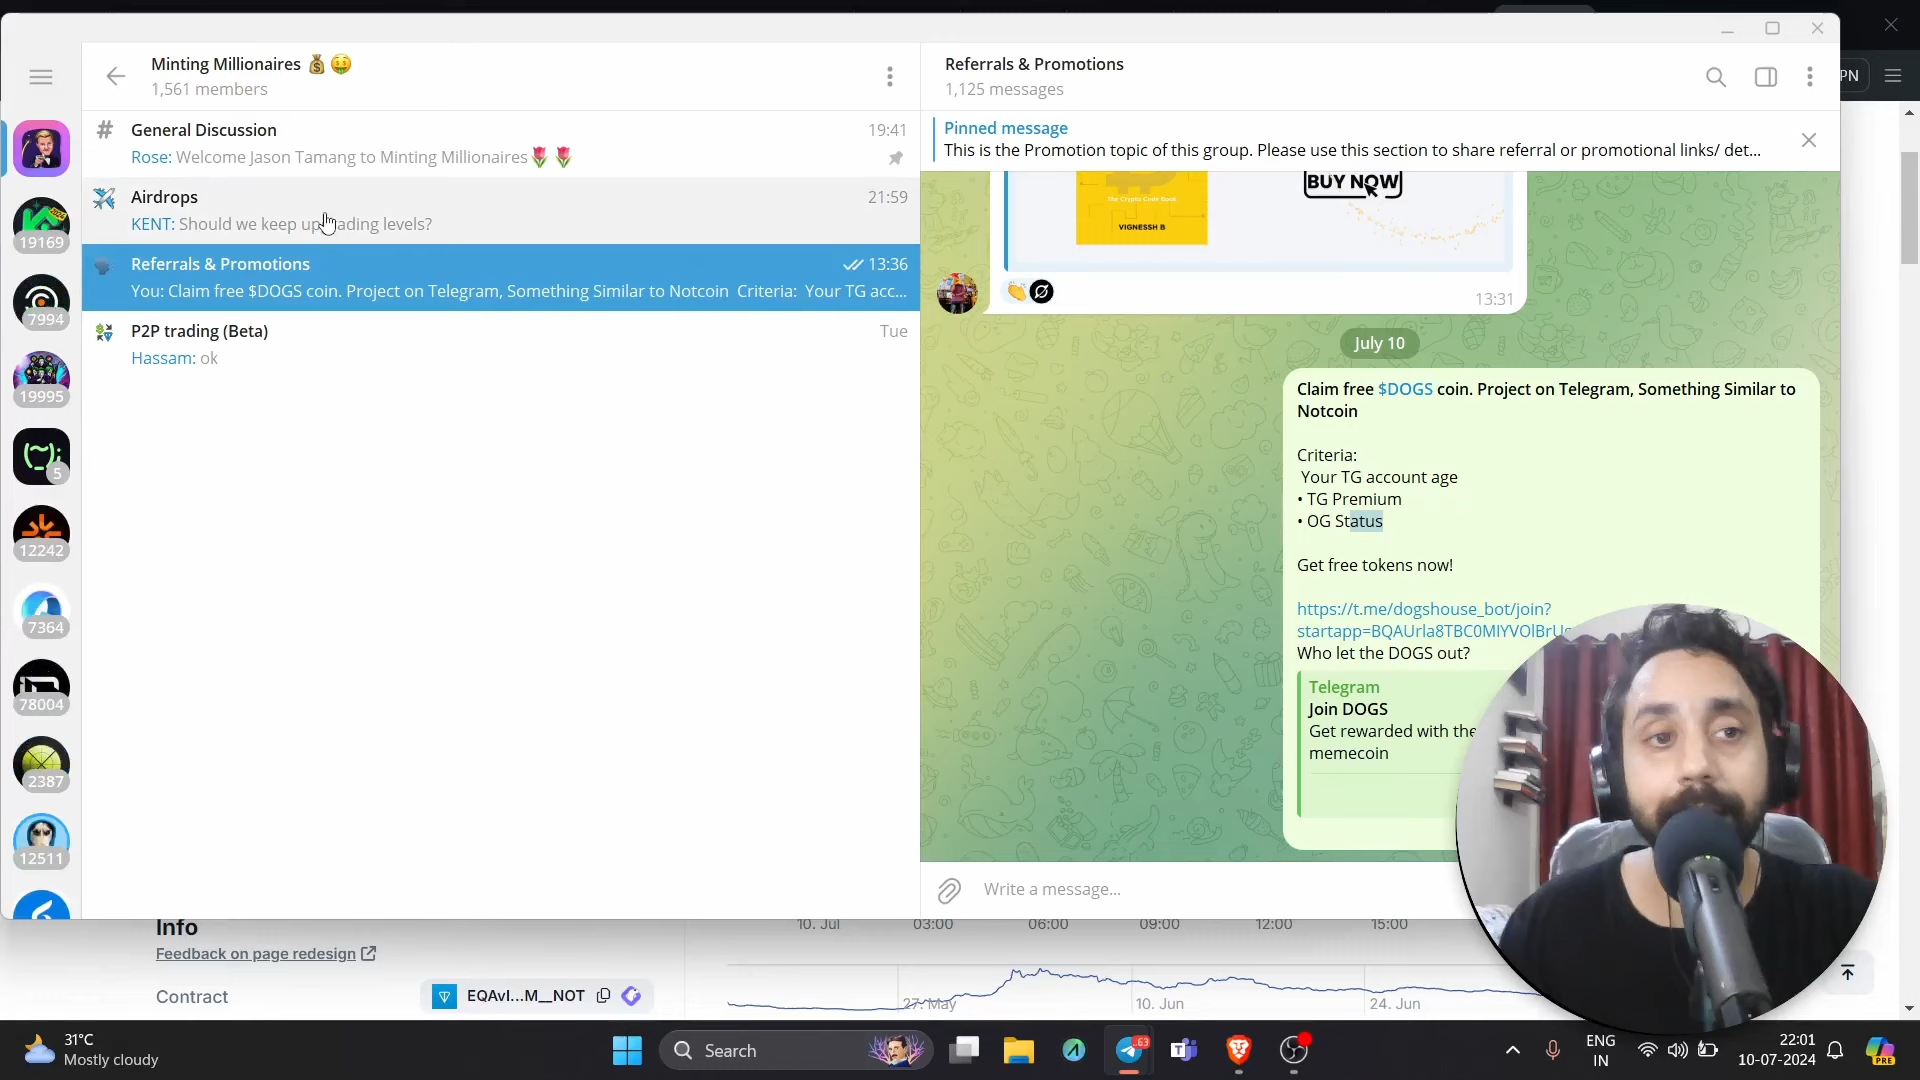 Minting Millionaires
1,561 members
# General Discussion 19:41
Rose: Welcome Jason Tamang to Minting Millionaires
Airdrops 21:59
KENT: Should we keep upgrading levels?
Referrals & Promotions 13:36
You: Claim free $DOGS coin. Project on Telegram, Something Similar to Notcoin Criteria: Your TG acc...
P2P trading (Beta) Tue
Hassam: ok
19169
7994
19995
5
12242
7364
78004
2387
12511
Referrals & Promotions
1,125 messages
PN
Pinned message
This is the Promotion topic of this group. Please use this section to share referral or promotional links/ det...
The Crypto Code Book
VIGNESSH B
BUY NOW
13:31
July 10
Claim free $DOGS coin. Project on Telegram, Something Similar to
Notcoin
Criteria:
Your TG account age
• TG Premium
• OG Status
Get free tokens now!
https://t.me/dogshouse_bot/join?
Who let the DOGS out?
Telegram
Join DOGS
Get rewarded with the
memecoin
Write a message...
Info
Feedback on page redesign
Contract EQAvl...M__NOT
10. Jul 03:00 06:00 09:00 12:00 15:00
27. May 10. Jun 24. Jun
31°C
Mostly cloudy
Search
.63
ENG
IN
22:01
10-07-2024
PRE